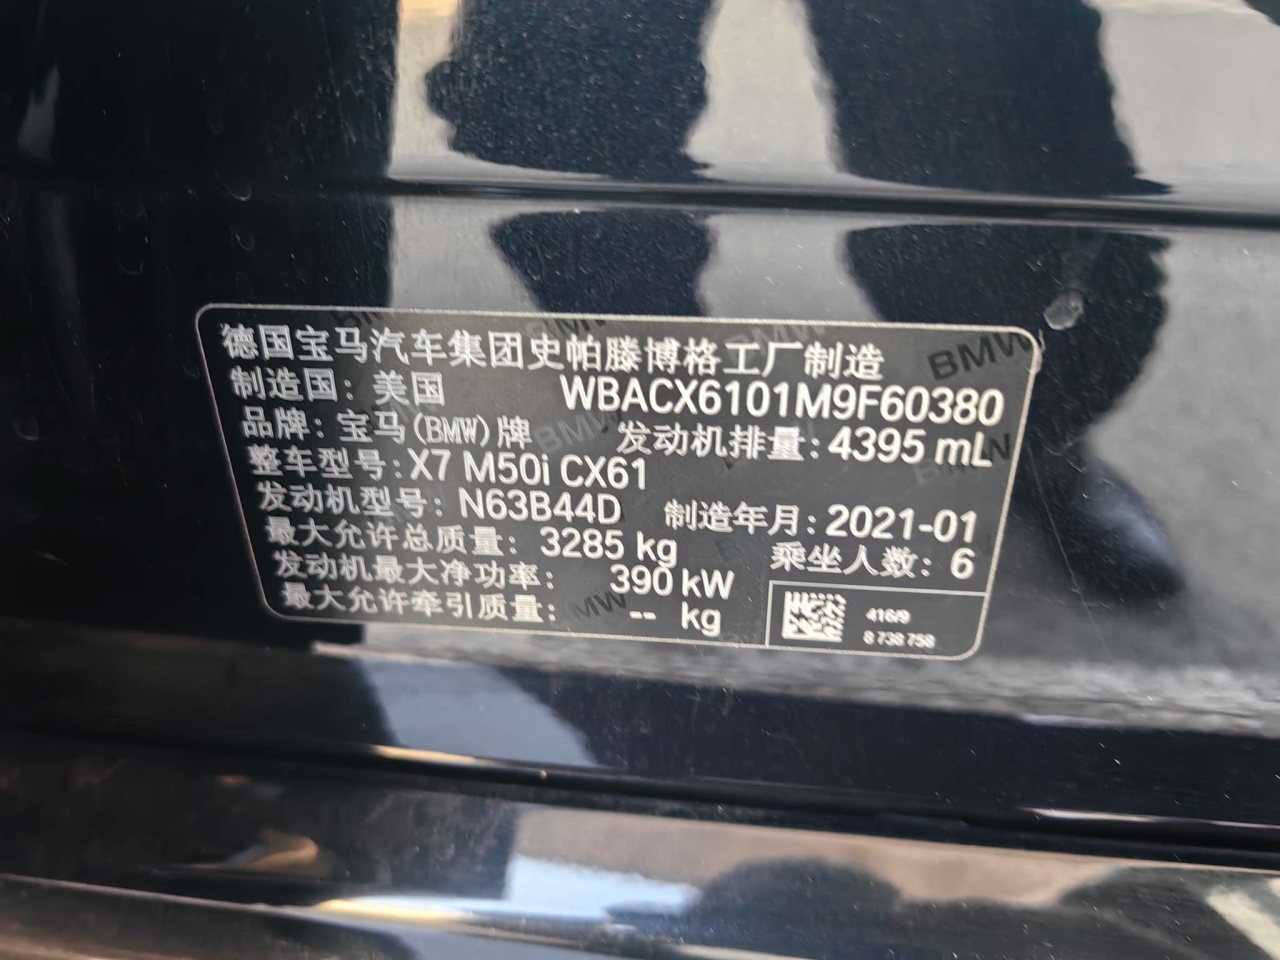 德国宝马汽车集团史帕滕博格工厂制造
制造国：美国 WBACX6101M9F60380
品牌：宝马(BMW)牌 发动机排量：4395 mL
整车型号：X7 M50i CX61
发动机型号：N63B44D 制造年月：2021-01
最大允许总质量：3285 kg 乘坐人数：6
发动机最大净功率：390 kW
最大允许牵引质量：-- kg
416/9
8 738 758